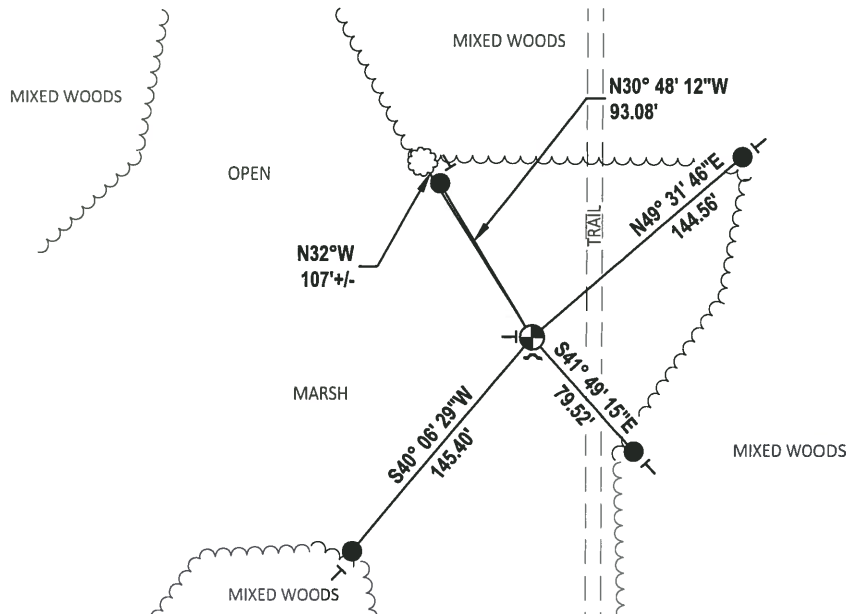 MIXED WOODS
N30° 48' 12"W
93.08'
MIXED WOODS
OPEN
N49° 31' 46"E
144.56'
TRAIL
N32°W
107'+/-
S41° 49' 15"E
79.52'
MARSH
S40° 06' 29"W
145.40'
MIXED WOODS
MIXED WOODS